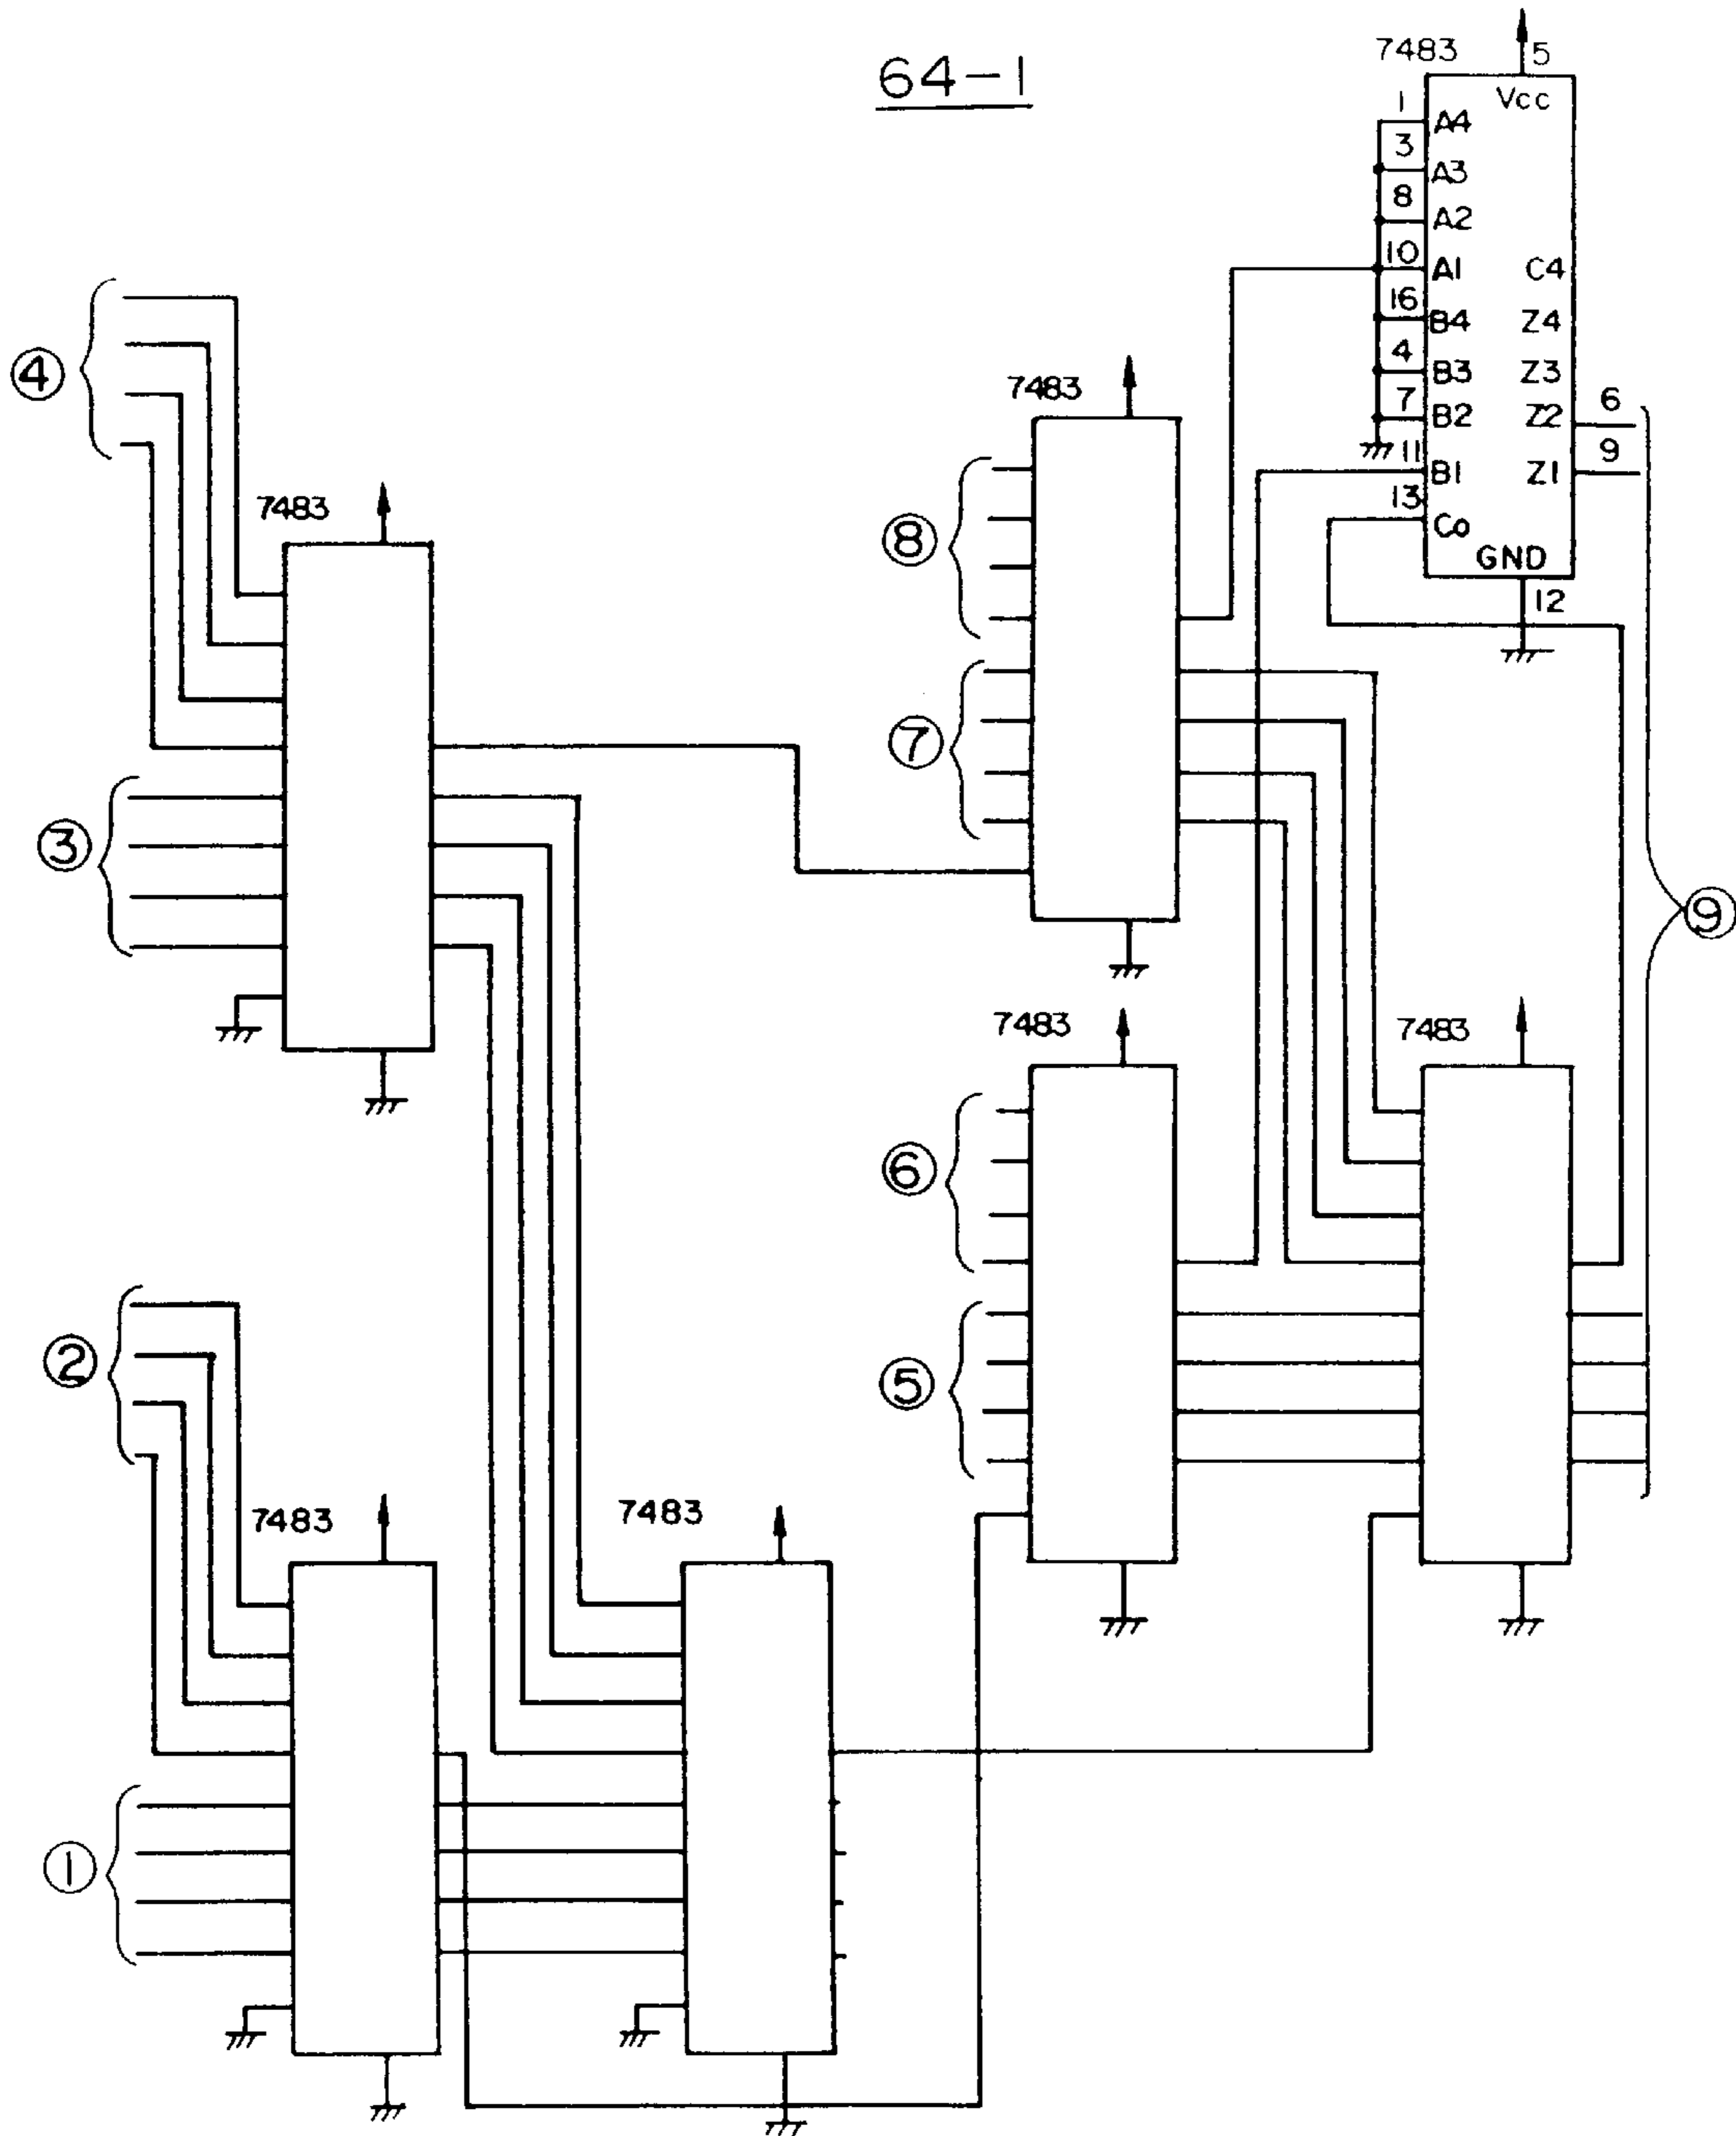 64-1
7483
5
Vcc
1 A4
3 A3
8 A2
10 A1 C4
16 B4 Z4
4 B3 Z3
7 B2 Z2 6
11 B1 Z1 9
13 Co
GND
12
④
7483
③
7483
⑧
⑦
⑨
7483
7483
⑥
⑤
②
7483
7483
①